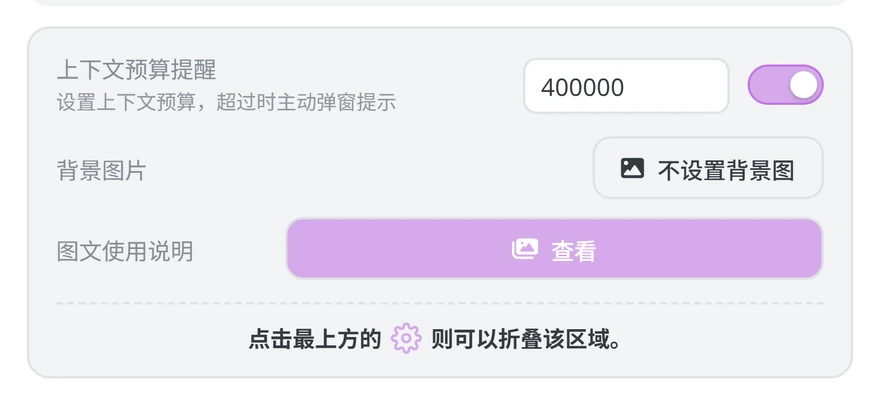 上下文预算提醒
设置上下文预算，超过时主动弹窗提示
400000
背景图片
不设置背景图
图文使用说明
查看
点击最上方的 则可以折叠该区域。